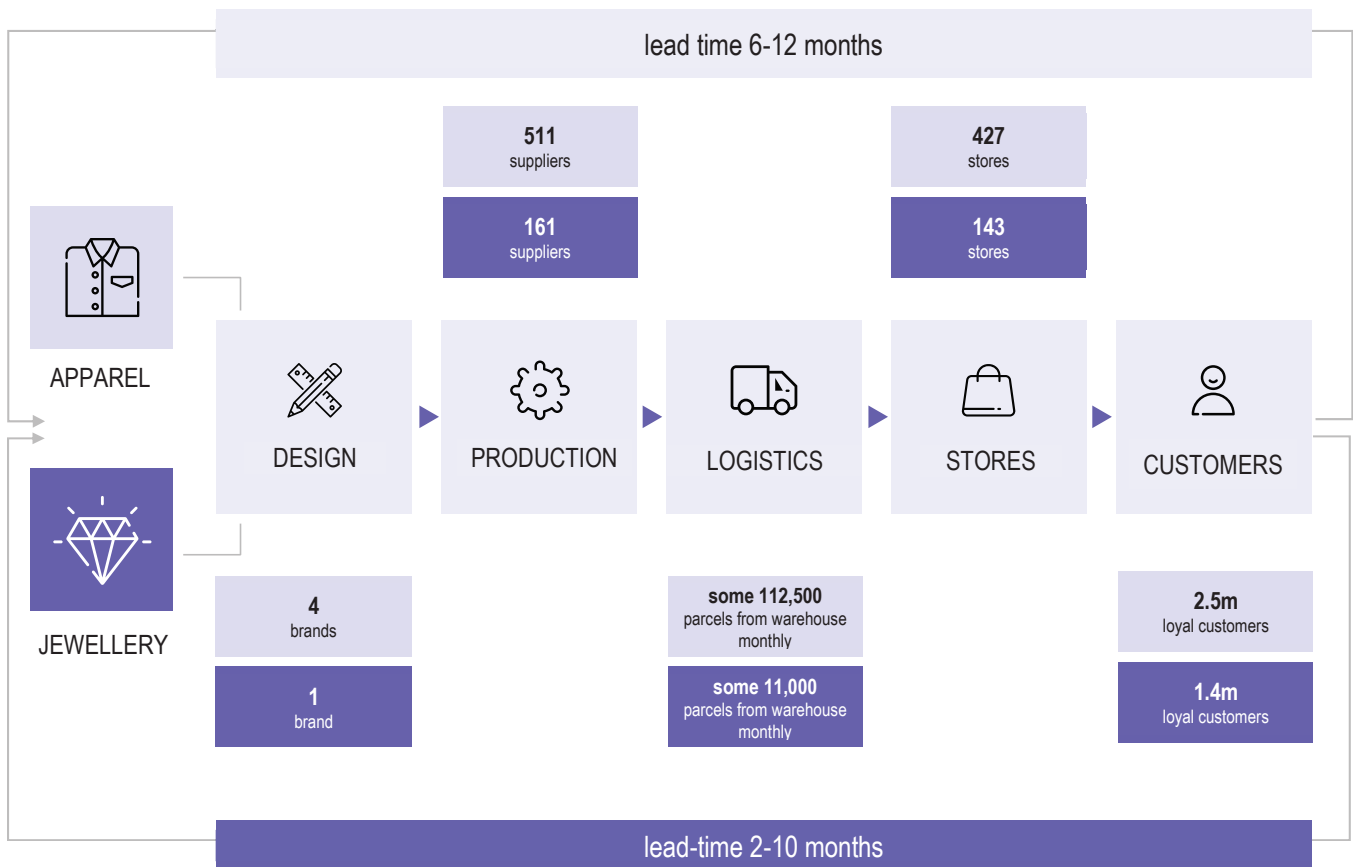 lead time 6-12 months
511
suppliers
427
stores
161
suppliers
143
stores
APPAREL
DESIGN
PRODUCTION
LOGISTICS
STORES
CUSTOMERS
JEWELLERY
4
brands
some 112,500
parcels from warehouse
monthly
2.5m
loyal customers
1
brand
some 11,000
parcels from warehouse
monthly
1.4m
loyal customers
lead-time 2-10 months